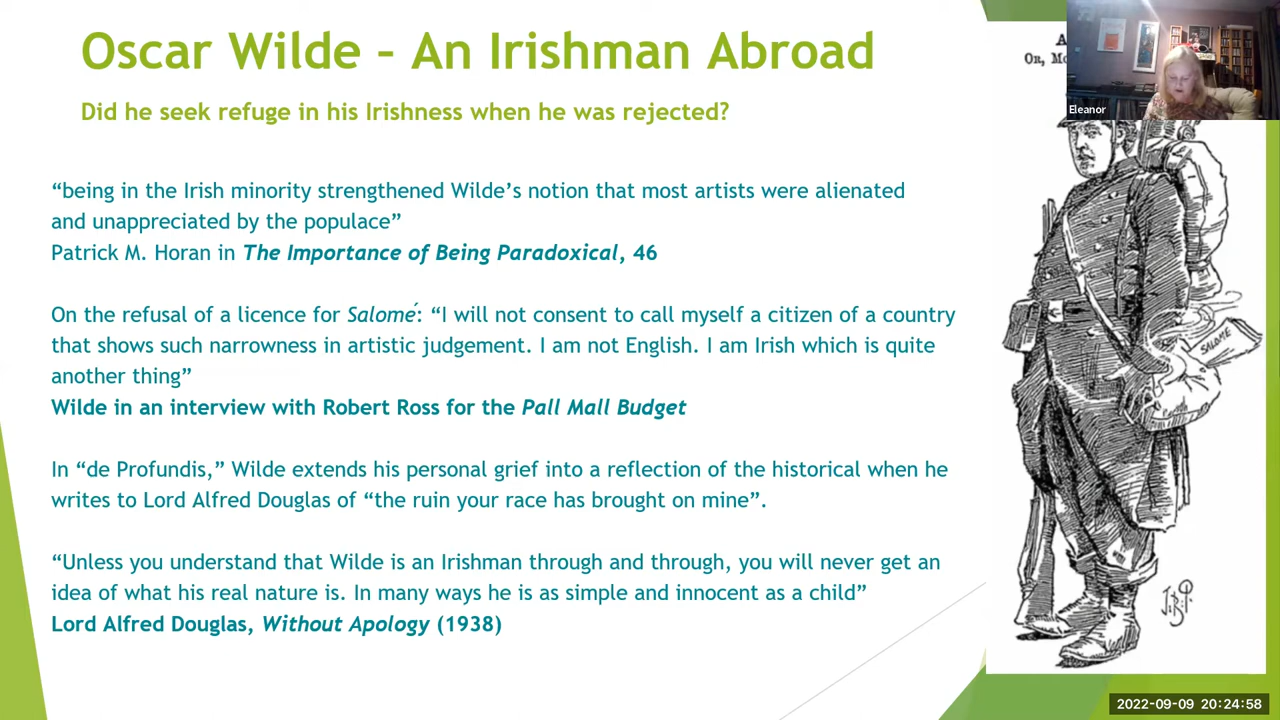 Oscar Wilde – An Irishman Abroad
Did he seek refuge in his Irishness when he was rejected?
“being in the Irish minority strengthened Wilde’s notion that most artists were alienated
and unappreciated by the populace”
Patrick M. Horan in The Importance of Being Paradoxical, 46
On the refusal of a licence for Salomé: “I will not consent to call myself a citizen of a country
that shows such narrowness in artistic judgement. I am not English. I am Irish which is quite
another thing”
Wilde in an interview with Robert Ross for the Pall Mall Budget
In “de Profundis,” Wilde extends his personal grief into a reflection of the historical when he
writes to Lord Alfred Douglas of “the ruin your race has brought on mine”.
“Unless you understand that Wilde is an Irishman through and through, you will never get an
idea of what his real nature is. In many ways he is as simple and innocent as a child”
Lord Alfred Douglas, Without Apology (1938)
A
Or, Mo
Eleanor
SALOMÉ
J.B.P.
2022-09-09 20:24:58